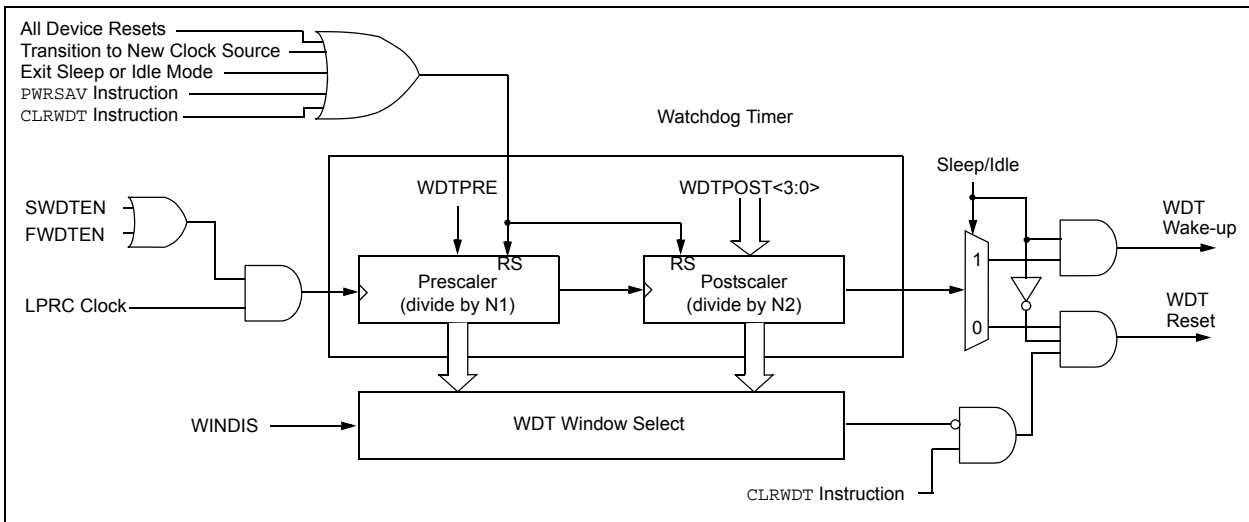 All Device Resets
Transition to New Clock Source
Exit Sleep or Idle Mode
PWRSAV Instruction
CLRWDT Instruction
Watchdog Timer
Sleep/Idle
WDTPRE
WDTPOST<3:0>
SWDTEN
FWDTEN
WDT
Wake-up
RS
RS
1
Prescaler
(divide by N1)
Postscaler
(divide by N2)
LPRC Clock
WDT
Reset
0
WINDIS
WDT Window Select
CLRWDT Instruction